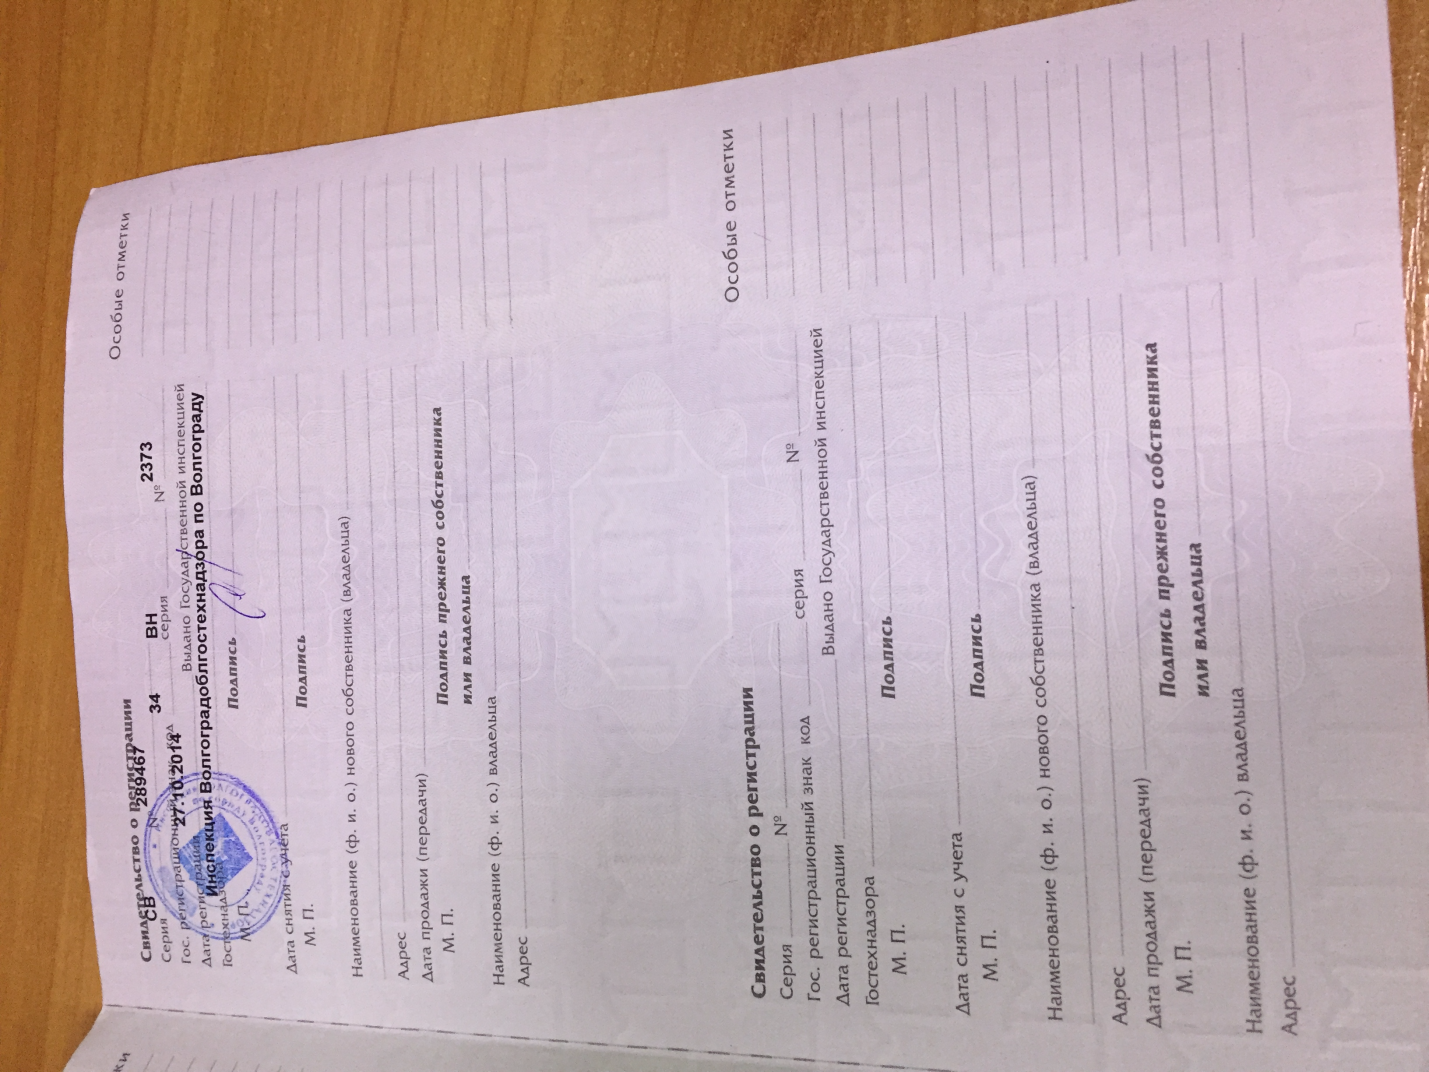 Свидетельство о регистрации
Особые отметки
СВ 289467 34 ВН 2373
Серия № серия №
Гос. регистрационный знак код
27.10.2014 Выдано Государственной инспекцией
Дата регистрации
Инспекция Волгоградоблгостехнадзора по Волгограду
Гостехнадзора
М. П. Подпись
Дата снятия с учета
М. П. Подпись
Наименование (ф. и. о.) нового собственника (владельца)
Адрес
Дата продажи (передачи)
М. П. Подпись прежнего собственника
или владельца
Наименование (ф. и. о.) владельца
Адрес
Свидетельство о регистрации
Особые отметки
Серия № серия №
Гос. регистрационный знак код
Дата регистрации Выдано Государственной инспекцией
Гостехнадзора
М. П. Подпись
Дата снятия с учета
М. П. Подпись
Наименование (ф. и. о.) нового собственника (владельца)
Адрес
Дата продажи (передачи)
М. П. Подпись прежнего собственника
или владельца
Наименование (ф. и. о.) владельца
Адрес